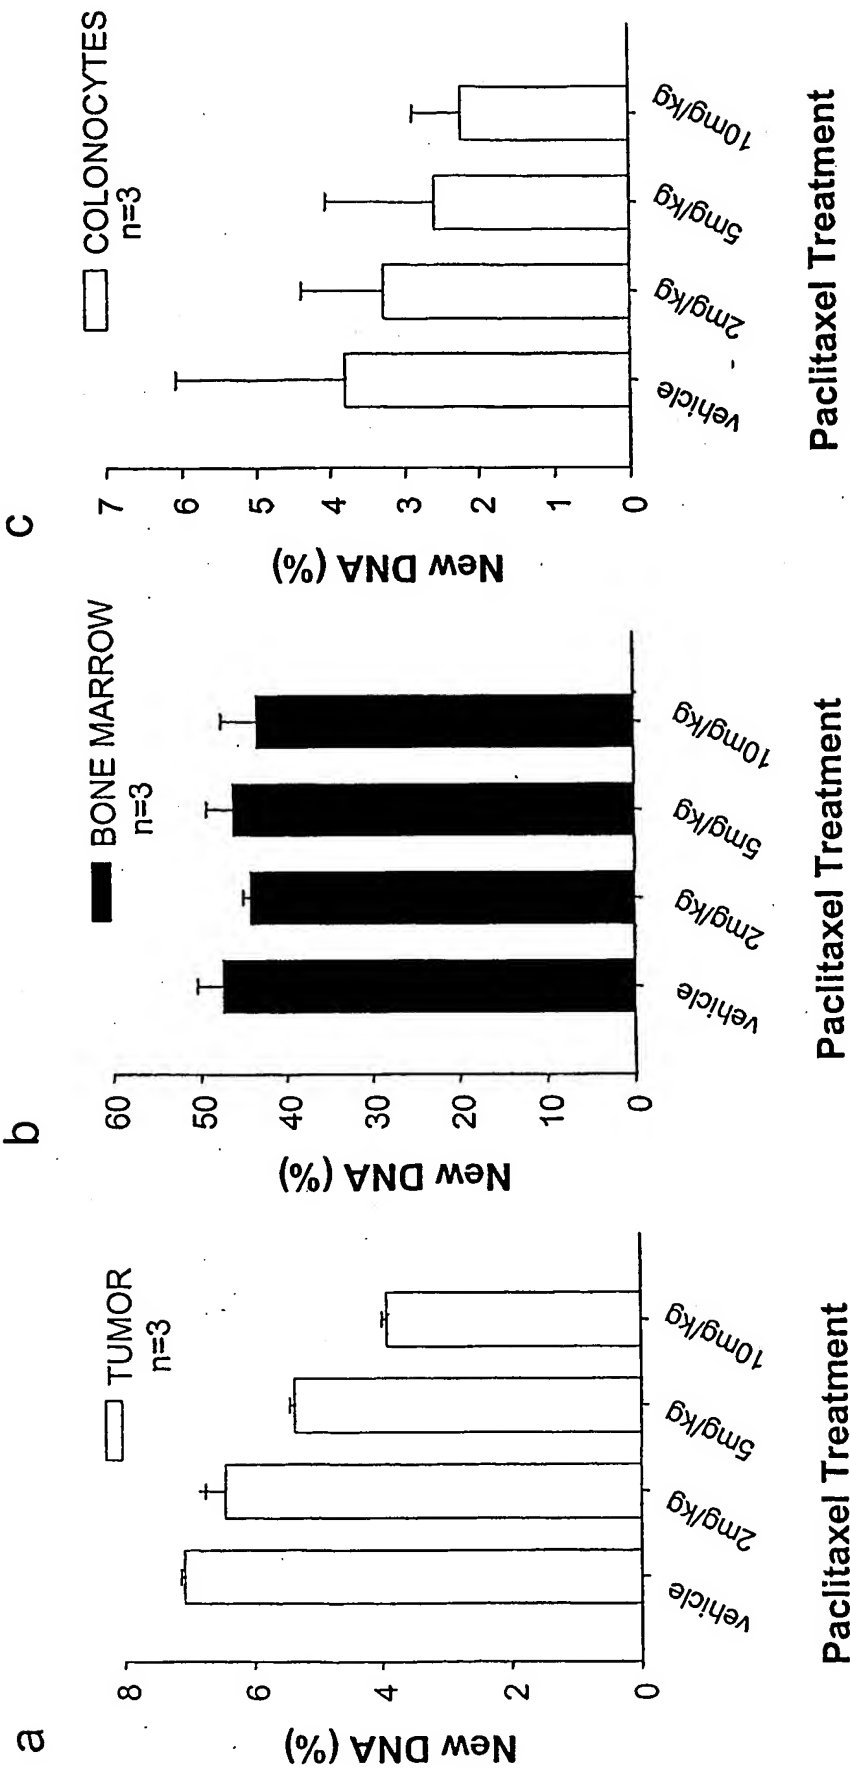 a
TUMOR
n=3
New DNA (%)
8
6
4
2
0
vehicle
2mg/kg
5mg/kg
10mg/kg
Paclitaxel Treatment
b
BONE MARROW
n=3
New DNA (%)
60
50
40
30
20
10
0
vehicle
2mg/kg
5mg/kg
10mg/kg
Paclitaxel Treatment
c
COLONOCYTES
n=3
New DNA (%)
7
6
5
4
3
2
1
0
vehicle
2mg/kg
5mg/kg
10mg/kg
Paclitaxel Treatment